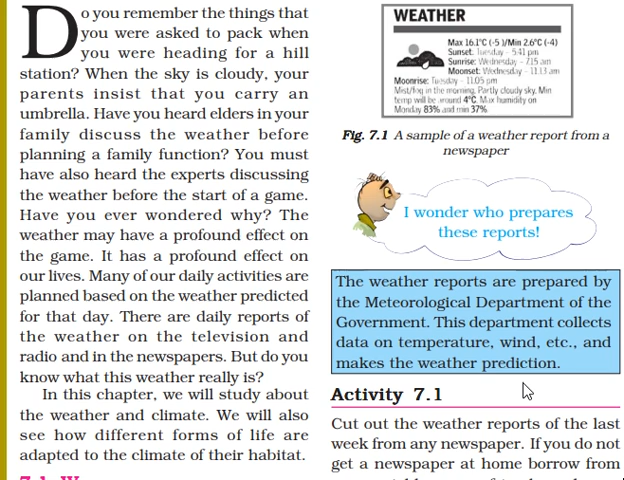 Do you remember the things that
you were asked to pack when
you were heading for a hill
station? When the sky is cloudy, your
parents insist that you carry an
umbrella. Have you heard elders in your
family discuss the weather before
planning a family function? You must
have also heard the experts discussing
the weather before the start of a game.
Have you ever wondered why? The
weather may have a profound effect on
the game. It has a profound effect on
our lives. Many of our daily activities are
planned based on the weather predicted
for that day. There are daily reports of
the weather on the television and
radio and in the newspapers. But do you
know what this weather really is?
In this chapter, we will study about
the weather and climate. We will also
see how different forms of life are
adapted to the climate of their habitat.
WEATHER
Max 16.1°C (-5 )/Min 2.6°C (-4)
Sunset: Tuesday - 5.41 pm
Sunrise: Wednesday - 7.15 am
Moonset: Wednesday - 11.13 am
Moonrise: Tuesday - 11.05 pm
Mist/fog in the morning. Partly cloudy sky. Min
temp will be around 4°C. Max humidity on
Monday 83% and min 37%
Fig. 7.1 A sample of a weather report from a
newspaper
I wonder who prepares
these reports!
The weather reports are prepared by
the Meteorological Department of the
Government. This department collects
data on temperature, wind, etc., and
makes the weather prediction.
Activity 7.1
Cut out the weather reports of the last
week from any newspaper. If you do not
get a newspaper at home borrow from